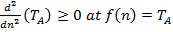 d²/dn² (T_A) ≥ 0 at f(n) = T_A